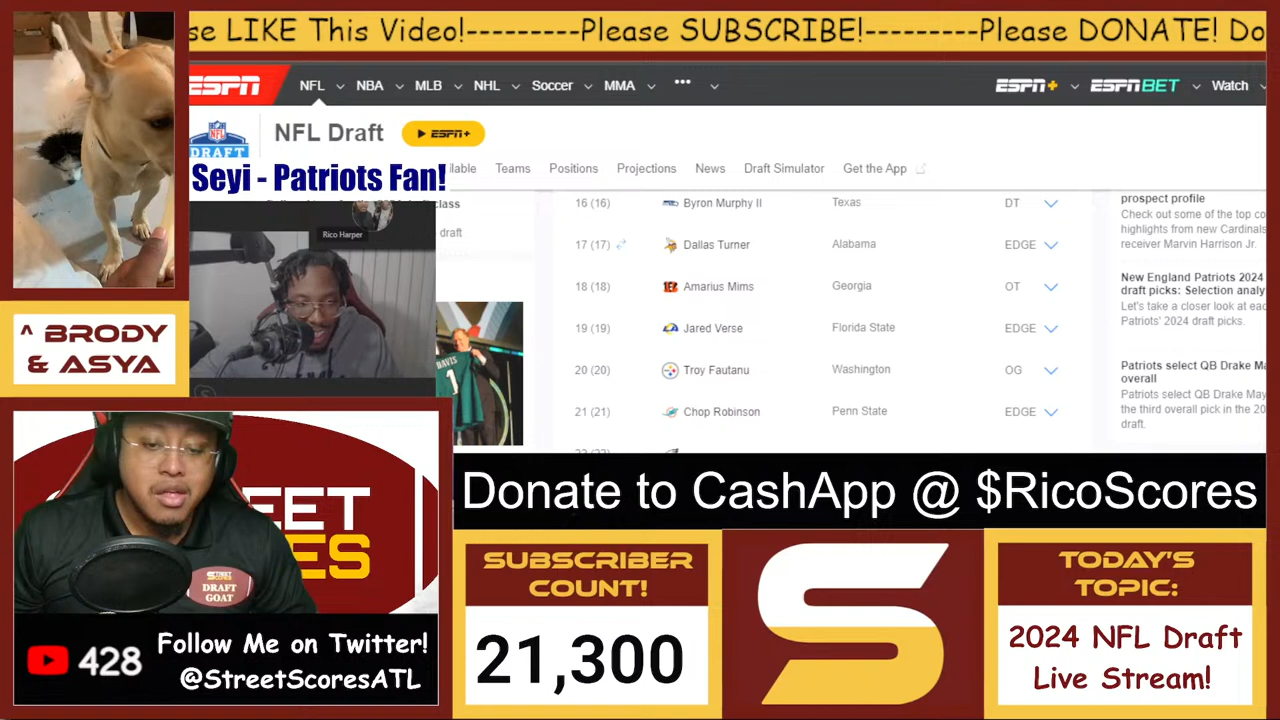 se LIKE This Video!---------Please SUBSCRIBE!---------Please DONATE! Do
ESPN
NFL
NBA
MLB
NHL
Soccer
MMA
•••
ESPN+
ESPN BET
Watch
NFL
DRAFT
NFL Draft
ESPN+
Seyi - Patriots Fan!
ilable
Teams
Positions
Projections
News
Draft Simulator
Get the App
class
draft
Rico Harper
16 (16) Byron Murphy II Texas DT
17 (17) Dallas Turner Alabama EDGE
18 (18) Amarius Mims Georgia OT
19 (19) Jared Verse Florida State EDGE
20 (20) Troy Fautanu Washington OG
21 (21) Chop Robinson Penn State EDGE
prospect profile
Check out some of the top co
highlights from new Cardinals
receiver Marvin Harrison Jr.
New England Patriots 2024
draft picks: Selection analy
Let's take a closer look at eac
Patriots' 2024 draft picks.
Patriots select QB Drake Ma
overall
Patriots select QB Drake May
the third overall pick in the 20
draft.
DAVIS
1
^ BRODY
& ASYA
EET
RES
DRAFT
GOAT
428
Follow Me on Twitter!
@StreetScoresATL
Donate to CashApp @ $RicoScores
SUBSCRIBER
COUNT!
21,300
S
TODAY'S
TOPIC:
2024 NFL Draft
Live Stream!